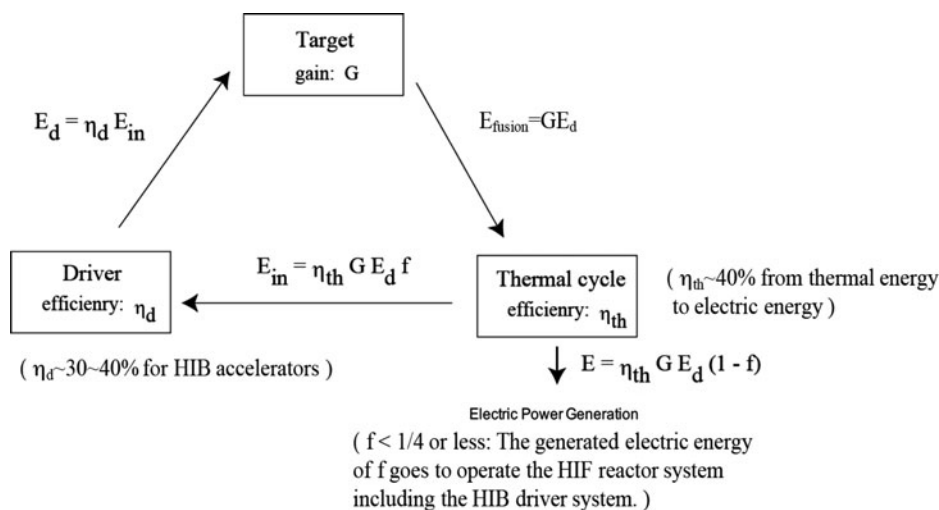 Target
gain: G
E_d = η_d E_in
E_fusion=GE_d
Driver
efficienry: η_d
E_in = η_th G E_d f
Thermal cycle
efficienry: η_th
( η_th~40% from thermal energy
to electric energy )
( η_d~30~40% for HIB accelerators )
E = η_th G E_d (1 - f)
Electric Power Generation
( f < 1/4 or less: The generated electric energy
of f goes to operate the HIF reactor system
including the HIB driver system. )